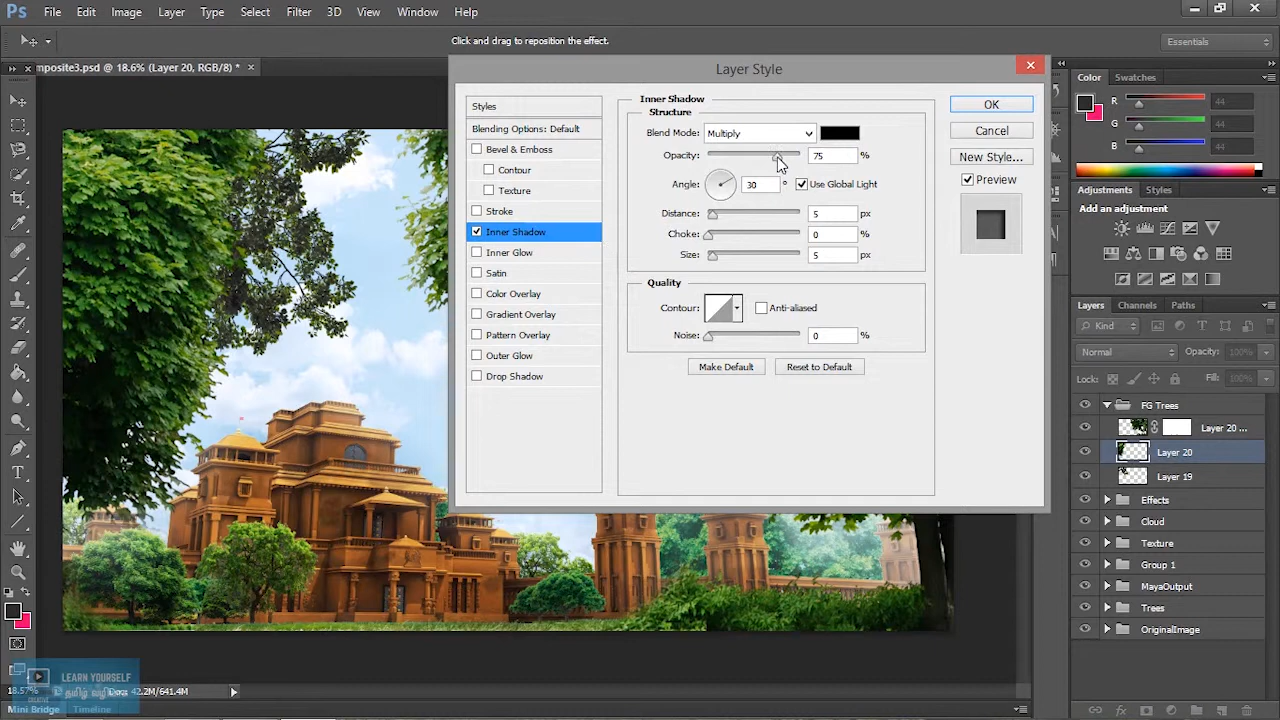 Ps File Edit Image Layer Type Select Filter 3D View Window Help
Click and drag to reposition the effect.
Essentials
mposite3.psd @ 18.6% (Layer 20, RGB/8) *
Layer Style
Styles
Blending Options: Default
Bevel & Emboss
Contour
Texture
Stroke
Inner Shadow
Inner Glow
Satin
Color Overlay
Gradient Overlay
Pattern Overlay
Outer Glow
Drop Shadow
Inner Shadow
Structure
Blend Mode: Multiply
Opacity: 75 %
Angle: 30 ° Use Global Light
Distance: 5 px
Choke: 0 %
Size: 5 px
Quality
Contour: Anti-aliased
Noise: 0 %
Make Default Reset to Default
OK
Cancel
New Style...
Preview
Color Swatches
R 44
G 44
B 44
Adjustments Styles
Add an adjustment
Layers Channels Paths
Kind
Normal Opacity: 100%
Lock: Fill: 100%
FG Trees
Layer 20 ...
Layer 20
Layer 19
Effects
Cloud
Texture
Group 1
MayaOutput
Trees
OriginalImage
LEARN YOURSELF
தமிழ் வழியில்
CREATIVE
18.57% Doc: 42.2M/641.4M
Mini Bridge Timeline